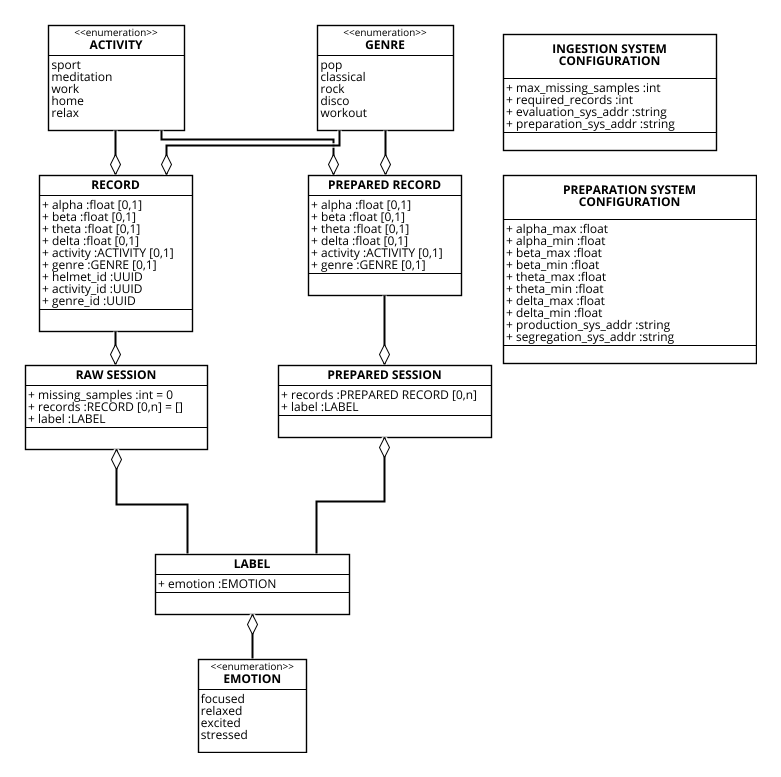 <<enumeration>>
ACTIVITY
sport
meditation
work
home
relax
<<enumeration>>
GENRE
pop
classical
rock
disco
workout
INGESTION SYSTEM
CONFIGURATION
+ max_missing_samples :int
+ required_records :int
+ evaluation_sys_addr :string
+ preparation_sys_addr :string
RECORD
+ alpha :float [0,1]
+ beta :float [0,1]
+ theta :float [0,1]
+ delta :float [0,1]
+ activity :ACTIVITY [0,1]
+ genre :GENRE [0,1]
+ helmet_id :UUID
+ activity_id :UUID
+ genre_id :UUID
PREPARED RECORD
+ alpha :float [0,1]
+ beta :float [0,1]
+ theta :float [0,1]
+ delta :float [0,1]
+ activity :ACTIVITY [0,1]
+ genre :GENRE [0,1]
PREPARATION SYSTEM
CONFIGURATION
+ alpha_max :float
+ alpha_min :float
+ beta_max :float
+ beta_min :float
+ theta_max :float
+ theta_min :float
+ delta_max :float
+ delta_min :float
+ production_sys_addr :string
+ segregation_sys_addr :string
RAW SESSION
+ missing_samples :int = 0
+ records :RECORD [0,n] = []
+ label :LABEL
PREPARED SESSION
+ records :PREPARED RECORD [0,n]
+ label :LABEL
LABEL
+ emotion :EMOTION
<<enumeration>>
EMOTION
focused
relaxed
excited
stressed